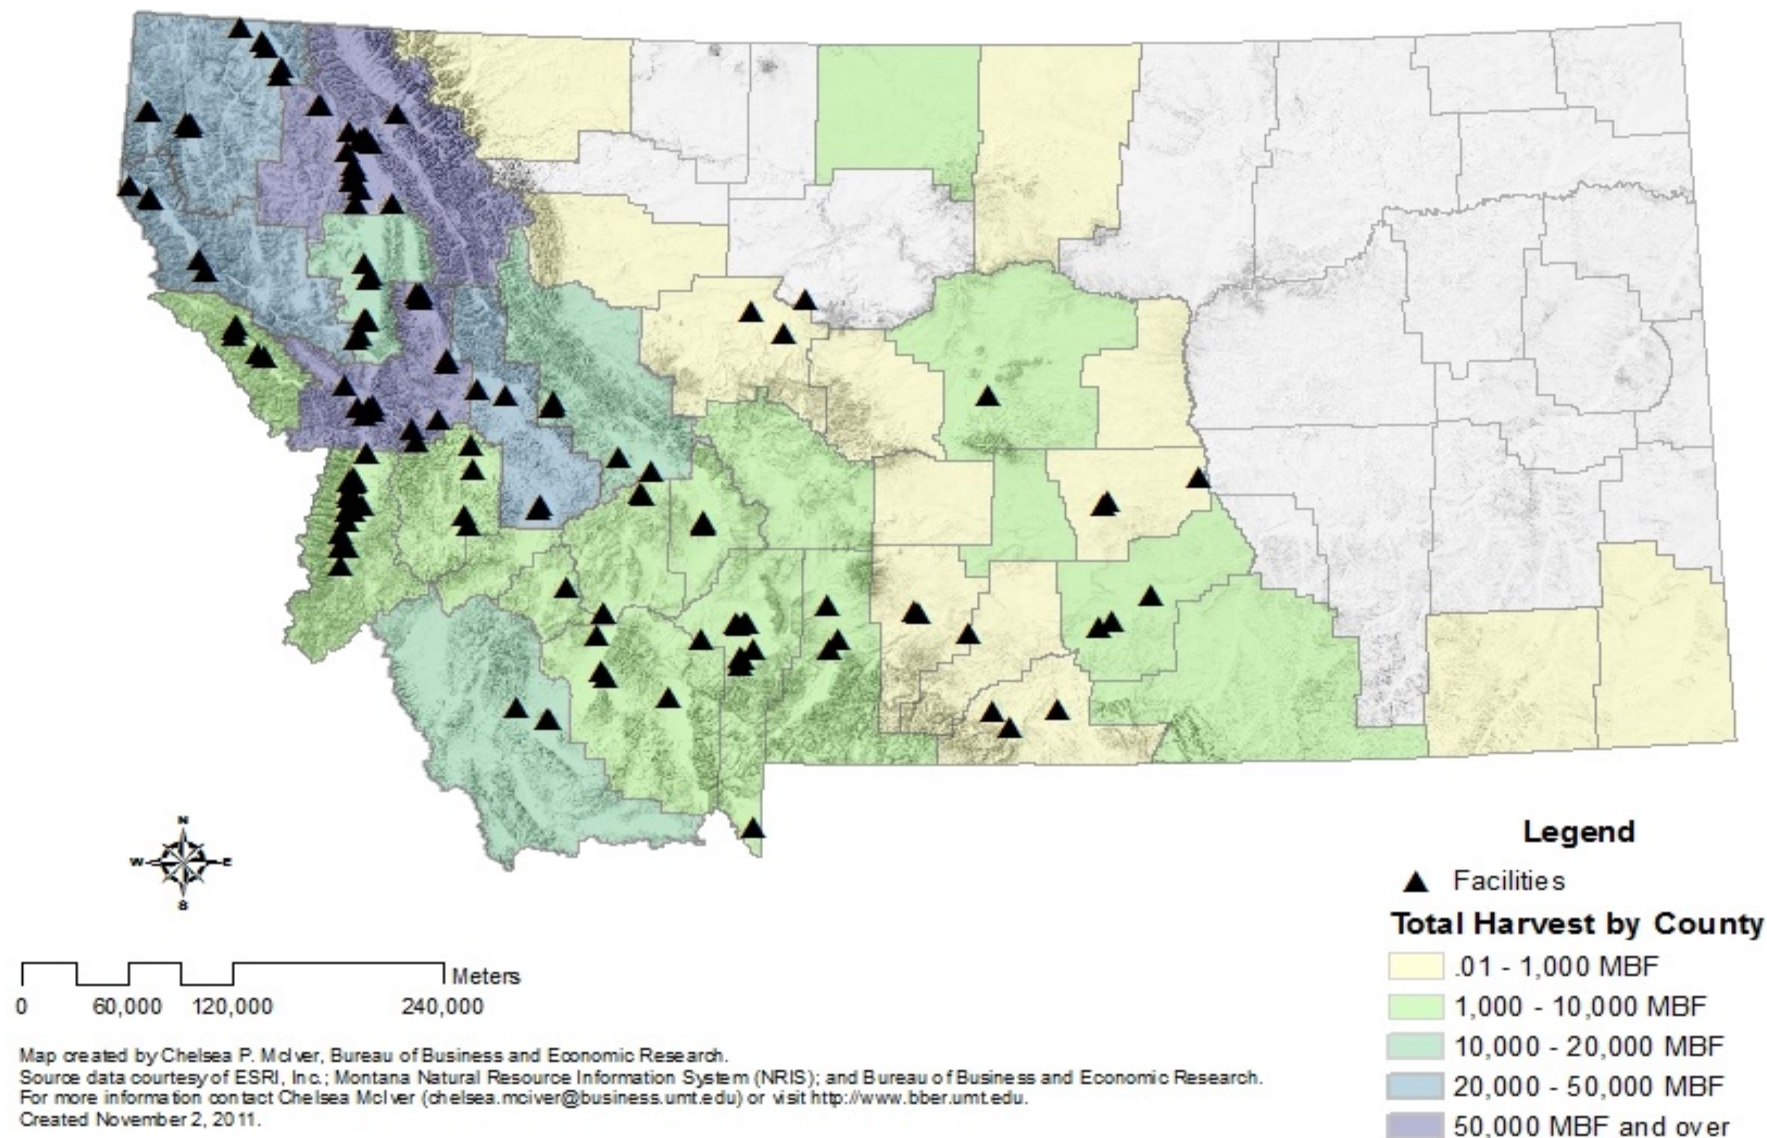 N
W E
S
0 60,000 120,000 240,000 Meters
Map created by Chelsea P. McIver, Bureau of Business and Economic Research.
Source data courtesy of ESRI, Inc.; Montana Natural Resource Information System (NRIS); and Bureau of Business and Economic Research.
For more information contact Chelsea McIver (chelsea.mciver@business.umt.edu) or visit http://www.bber.umt.edu.
Created November 2, 2011.
Legend
Facilities
Total Harvest by County
.01 - 1,000 MBF
1,000 - 10,000 MBF
10,000 - 20,000 MBF
20,000 - 50,000 MBF
50,000 MBF and over